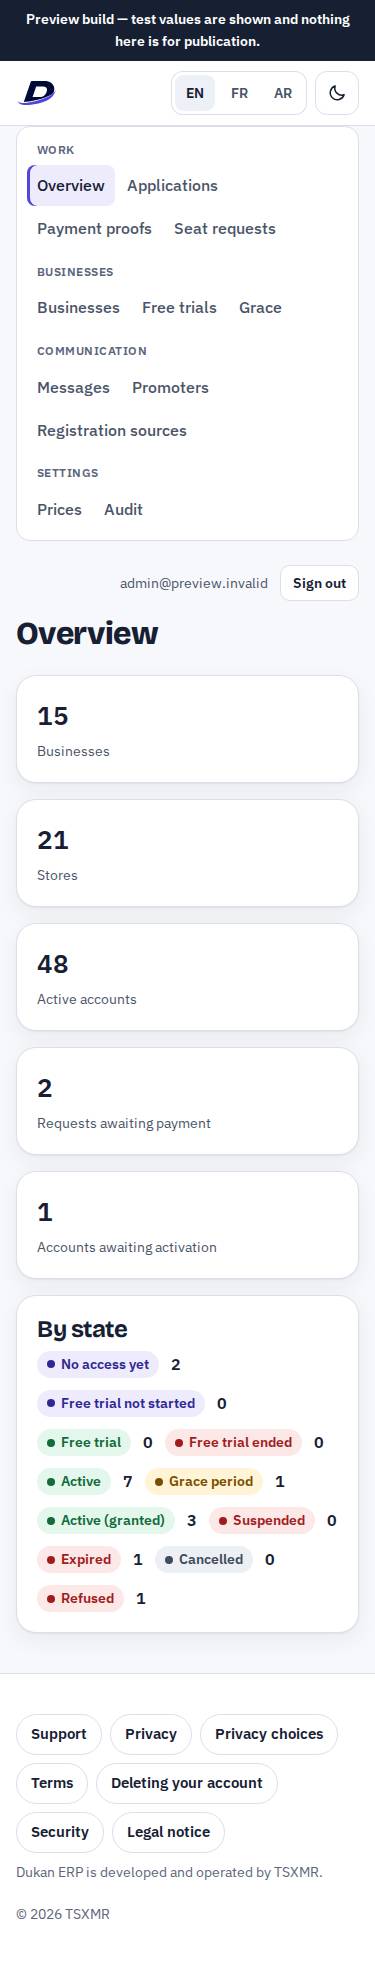 Preview build — test values are shown and nothing
here is for publication.
EN FR AR
WORK
Overview Applications
Payment proofs Seat requests
BUSINESSES
Businesses Free trials Grace
COMMUNICATION
Messages Promoters
Registration sources
SETTINGS
Prices Audit
admin@preview.invalid Sign out
Overview
15
Businesses
21
Stores
48
Active accounts
2
Requests awaiting payment
1
Accounts awaiting activation
By state
No access yet 2
Free trial not started 0
Free trial 0 Free trial ended 0
Active 7 Grace period 1
Active (granted) 3 Suspended 0
Expired 1 Cancelled 0
Refused 1
Support Privacy Privacy choices
Terms Deleting your account
Security Legal notice
Dukan ERP is developed and operated by TSXMR.
© 2026 TSXMR